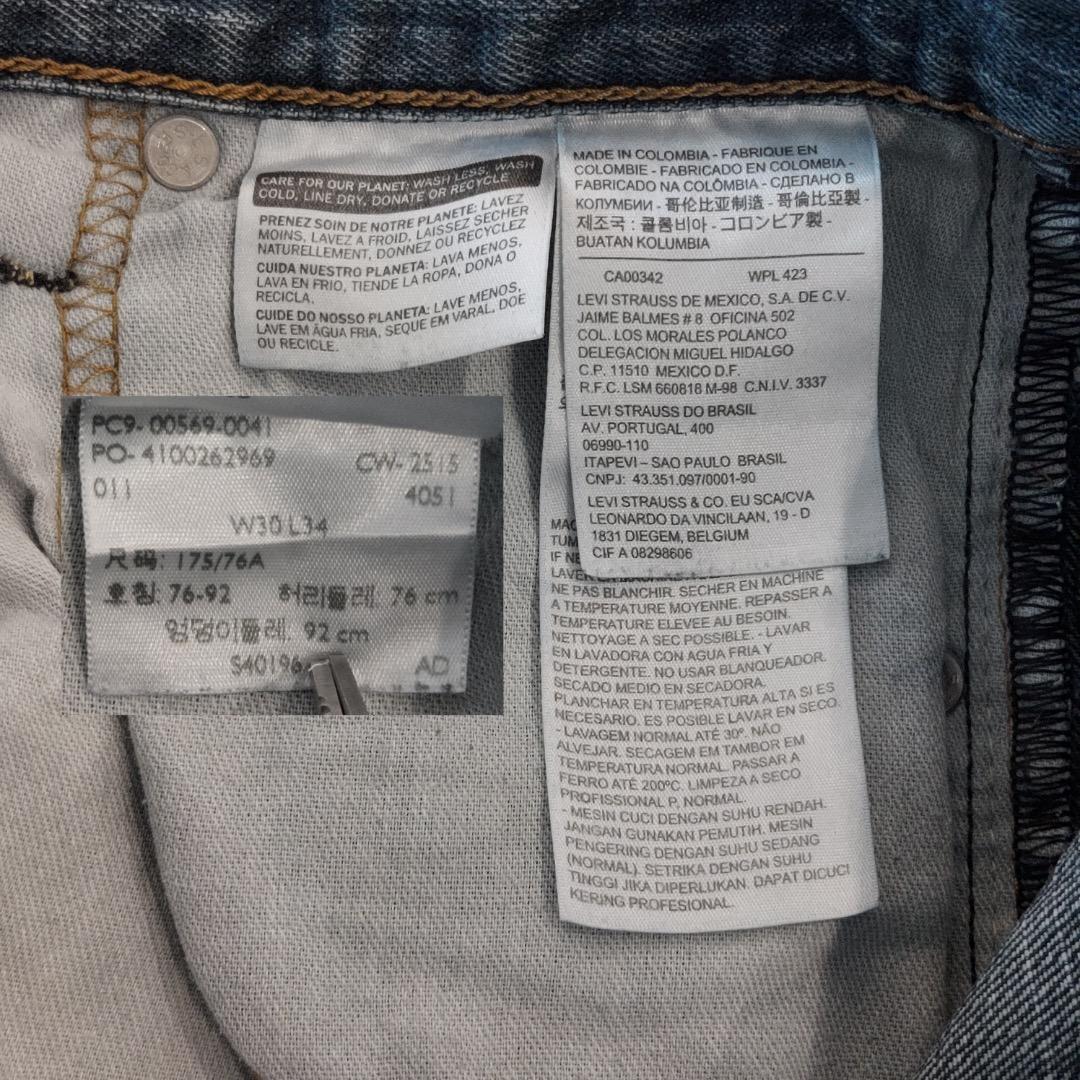 CARE FOR OUR PLANET: WASH LESS, WASH
COLD, LINE DRY, DONATE OR RECYCLE
PRENEZ SOIN DE NOTRE PLANETE: LAVEZ
MOINS, LAVEZ A FROID, LAISSEZ SECHER
NATURELLEMENT, DONNEZ OU RECYCLEZ
CUIDA NUESTRO PLANETA: LAVA MENOS,
LAVA EN FRIO, TIENDE LA ROPA, DONA O
RECICLA.
CUIDE DO NOSSO PLANETA: LAVE MENOS,
LAVE EM ÁGUA FRIA, SEQUE EM VARAL, DOE
OU RECICLE.
MADE IN COLOMBIA - FABRIQUE EN
COLOMBIE - FABRICADO EN COLOMBIA -
FABRICADO NA COLÔMBIA - СДЕЛАНО В
КОЛУМБИИ - 哥伦比亚制造 - 哥倫比亞製 -
제조국 : 콜롬비아 - コロンビア製 -
BUATAN KOLUMBIA
CA00342 WPL 423
LEVI STRAUSS DE MEXICO, S.A. DE C.V.
JAIME BALMES # 8 OFICINA 502
COL. LOS MORALES POLANCO
DELEGACION MIGUEL HIDALGO
C.P. 11510 MEXICO D.F.
R.F.C. LSM 660818 M-98 C.N.I.V. 3337
LEVI STRAUSS DO BRASIL
AV. PORTUGAL, 400
06990-110
ITAPEVI – SAO PAULO BRASIL
CNPJ: 43.351.097/0001-90
LEVI STRAUSS & CO. EU SCA/CVA
LEONARDO DA VINCILAAN, 19 - D
1831 DIEGEM, BELGIUM
CIF A 08298606
PC9- 00569-0041
PO- 4100262969 CW- 2515
011 4051
W30 L34
尺码: 175/76A
호칭: 76-92 허리둘레. 76 cm
엉덩이둘레. 92 cm
S40196 AD
MAC
TUM
IF NE
LAVER EN
NE PAS BLANCHIR. SECHER EN MACHINE
A TEMPERATURE MOYENNE. REPASSER A
TEMPERATURE ELEVEE AU BESOIN.
NETTOYAGE A SEC POSSIBLE. - LAVAR
EN LAVADORA CON AGUA FRIA Y
DETERGENTE. NO USAR BLANQUEADOR.
SECADO MEDIO EN SECADORA.
PLANCHAR EN TEMPERATURA ALTA SI ES
NECESARIO. ES POSIBLE LAVAR EN SECO.
- LAVAGEM NORMAL ATÉ 30º. NÃO
ALVEJAR. SECAGEM EM TAMBOR EM
TEMPERATURA NORMAL. PASSAR A
FERRO ATÉ 200ºC. LIMPEZA A SECO
PROFISSIONAL P, NORMAL.
- MESIN CUCI DENGAN SUHU RENDAH.
JANGAN GUNAKAN PEMUTIH. MESIN
PENGERING DENGAN SUHU SEDANG
(NORMAL). SETRIKA DENGAN SUHU
TINGGI JIKA DIPERLUKAN. DAPAT DICUCI
KERING PROFESIONAL.